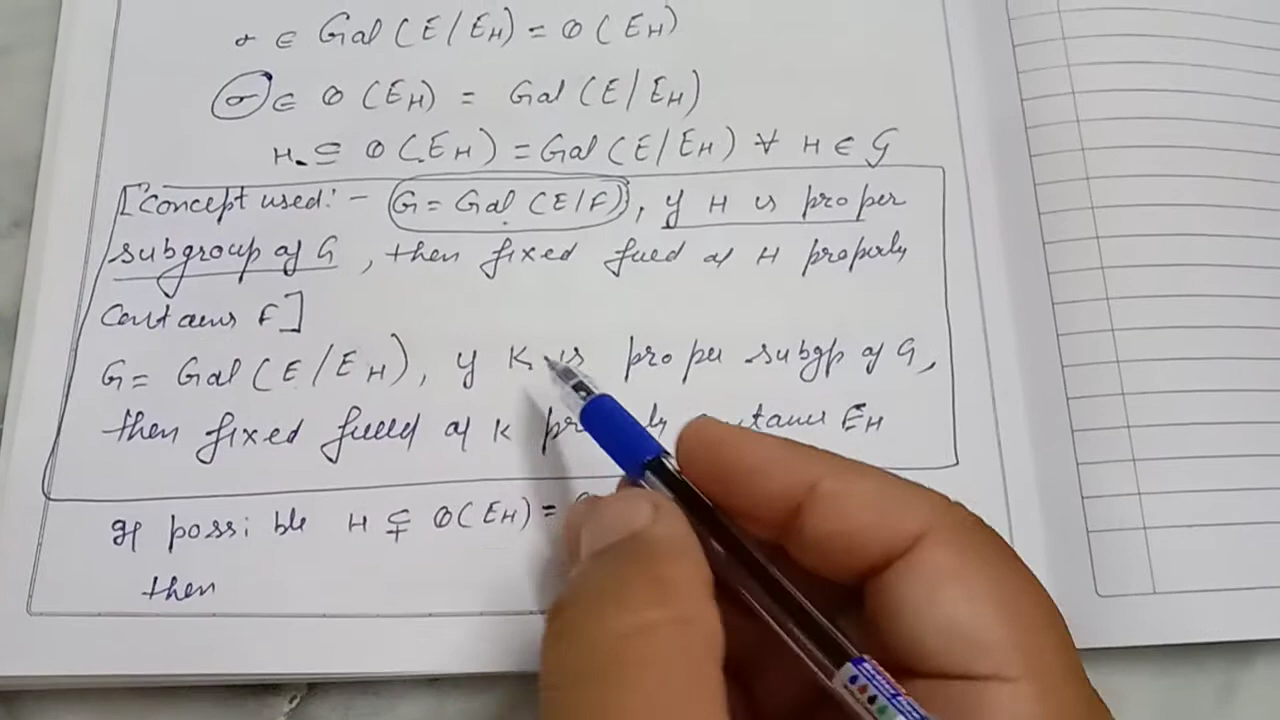 σ ∈ Gal (E/E_H) = O(E_H)
σ ∈ O(E_H) = Gal (E/E_H)
H ⊆ O(E_H) = Gal (E/E_H) ∀ H ∈ G
[Concept used:- G = Gal (E/F), if H is proper
subgroup of G, then fixed field of H properly
Contains F]
G = Gal (E/E_H), if K is proper subgp of G,
then fixed field of K E_H
If possible H ⊊ O(E_H) =
then